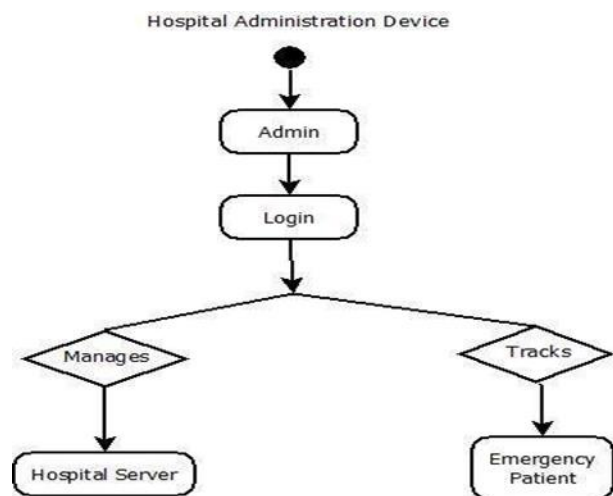 Hospital Administration Device
Admin
Login
Manages
Tracks
Hospital Server
Emergency
Patient